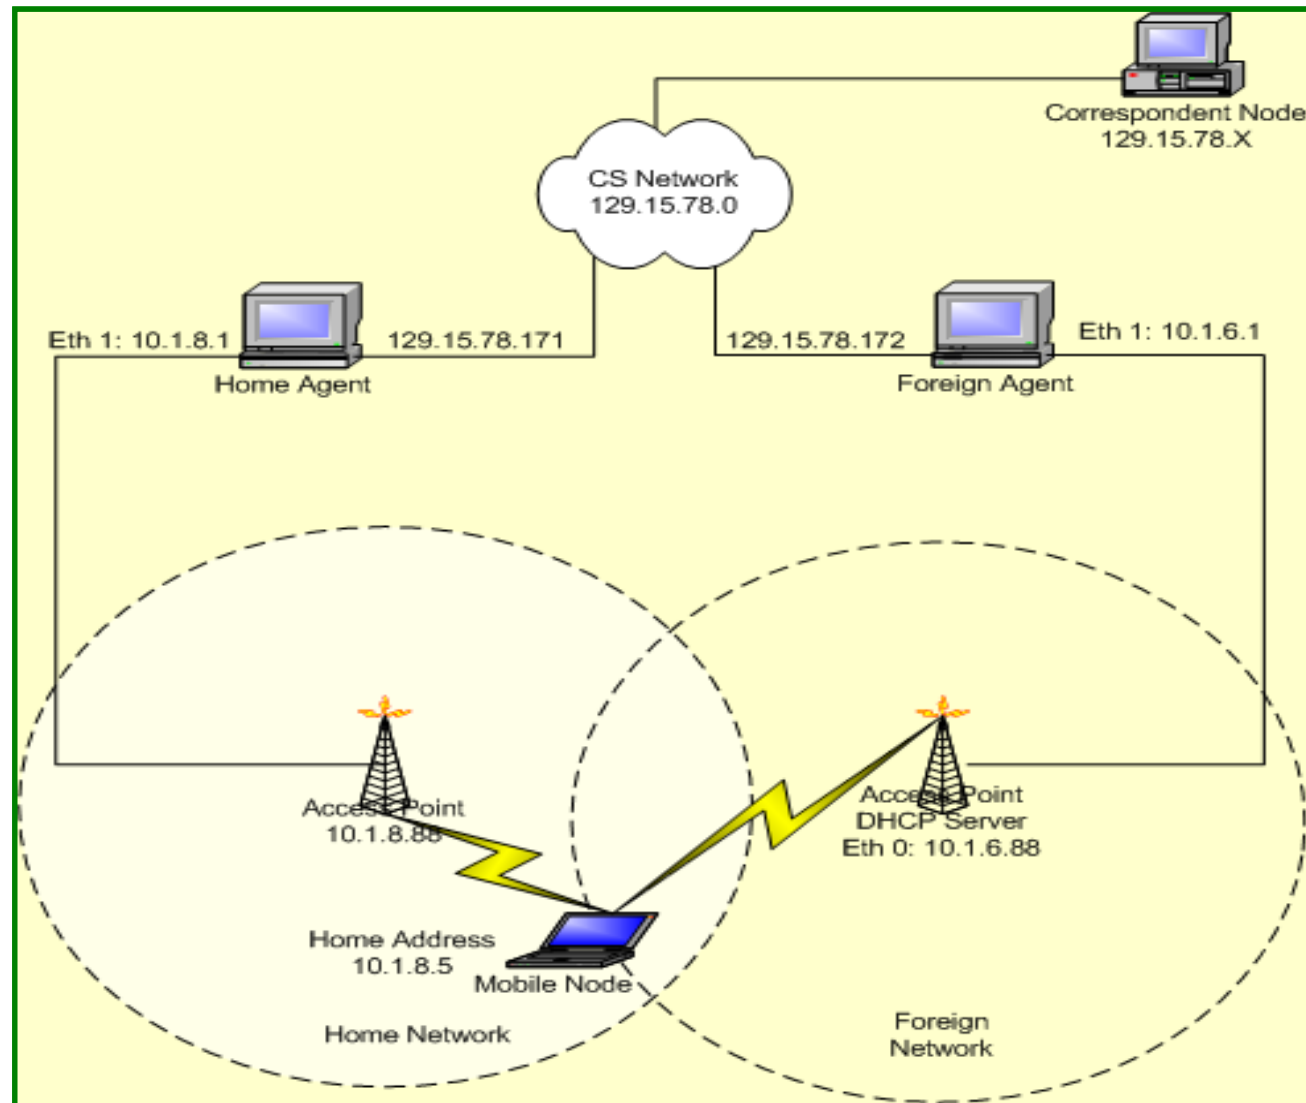 Correspondent Node
129.15.78.X
CS Network
129.15.78.0
Eth 1: 10.1.8.1
129.15.78.171
Home Agent
129.15.78.172
Eth 1: 10.1.6.1
Foreign Agent
Access Point
10.1.8.88
Access Point
DHCP Server
Eth 0: 10.1.6.88
Home Address
10.1.8.5
Mobile Node
Home Network
Foreign
Network